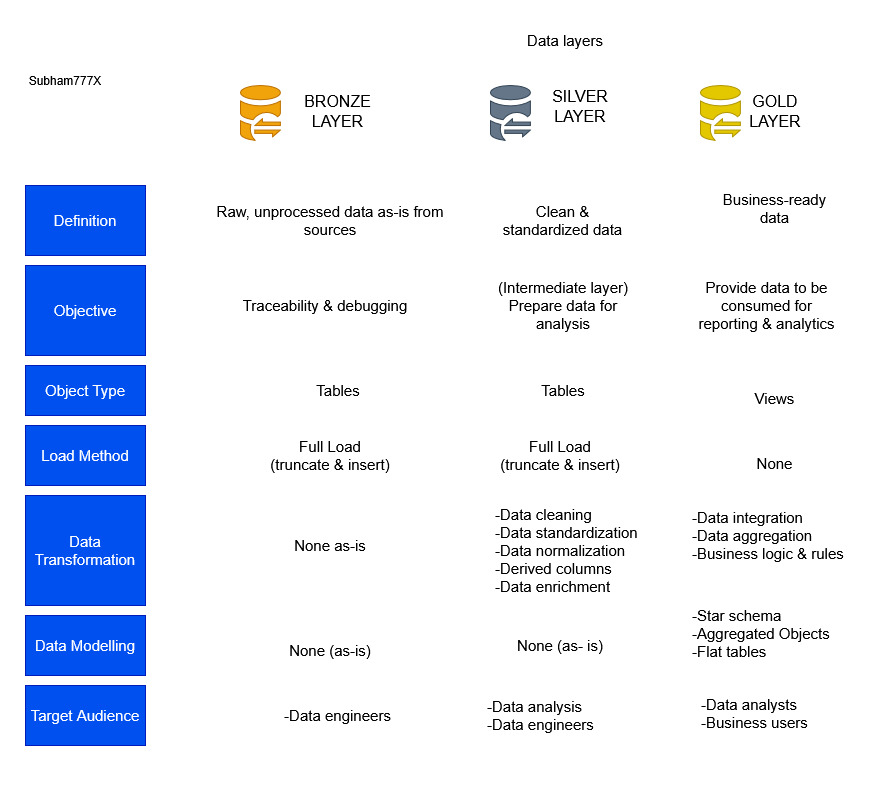 Data layers
Subham777X
BRONZE
LAYER
SILVER
LAYER
GOLD
LAYER
Definition
Raw, unprocessed data as-is from
sources
Clean &
standardized data
Business-ready
data
Objective
Traceability & debugging
(Intermediate layer)
Prepare data for
analysis
Provide data to be
consumed for
reporting & analytics
Object Type
Tables
Tables
Views
Load Method
Full Load
(truncate & insert)
Full Load
(truncate & insert)
None
Data
Transformation
None as-is
-Data cleaning
-Data standardization
-Data normalization
-Derived columns
-Data enrichment
-Data integration
-Data aggregation
-Business logic & rules
Data Modelling
None (as-is)
None (as- is)
-Star schema
-Aggregated Objects
-Flat tables
Target Audience
-Data engineers
-Data analysis
-Data engineers
-Data analysts
-Business users